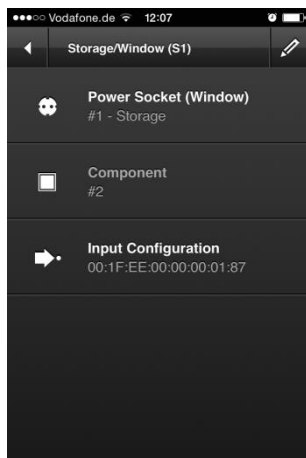 Vodafone.de 12:07
Storage/Window (S1)
Power Socket (Window)
#1 - Storage
Component
#2
Input Configuration
00:1F:EE:00:00:00:01:87